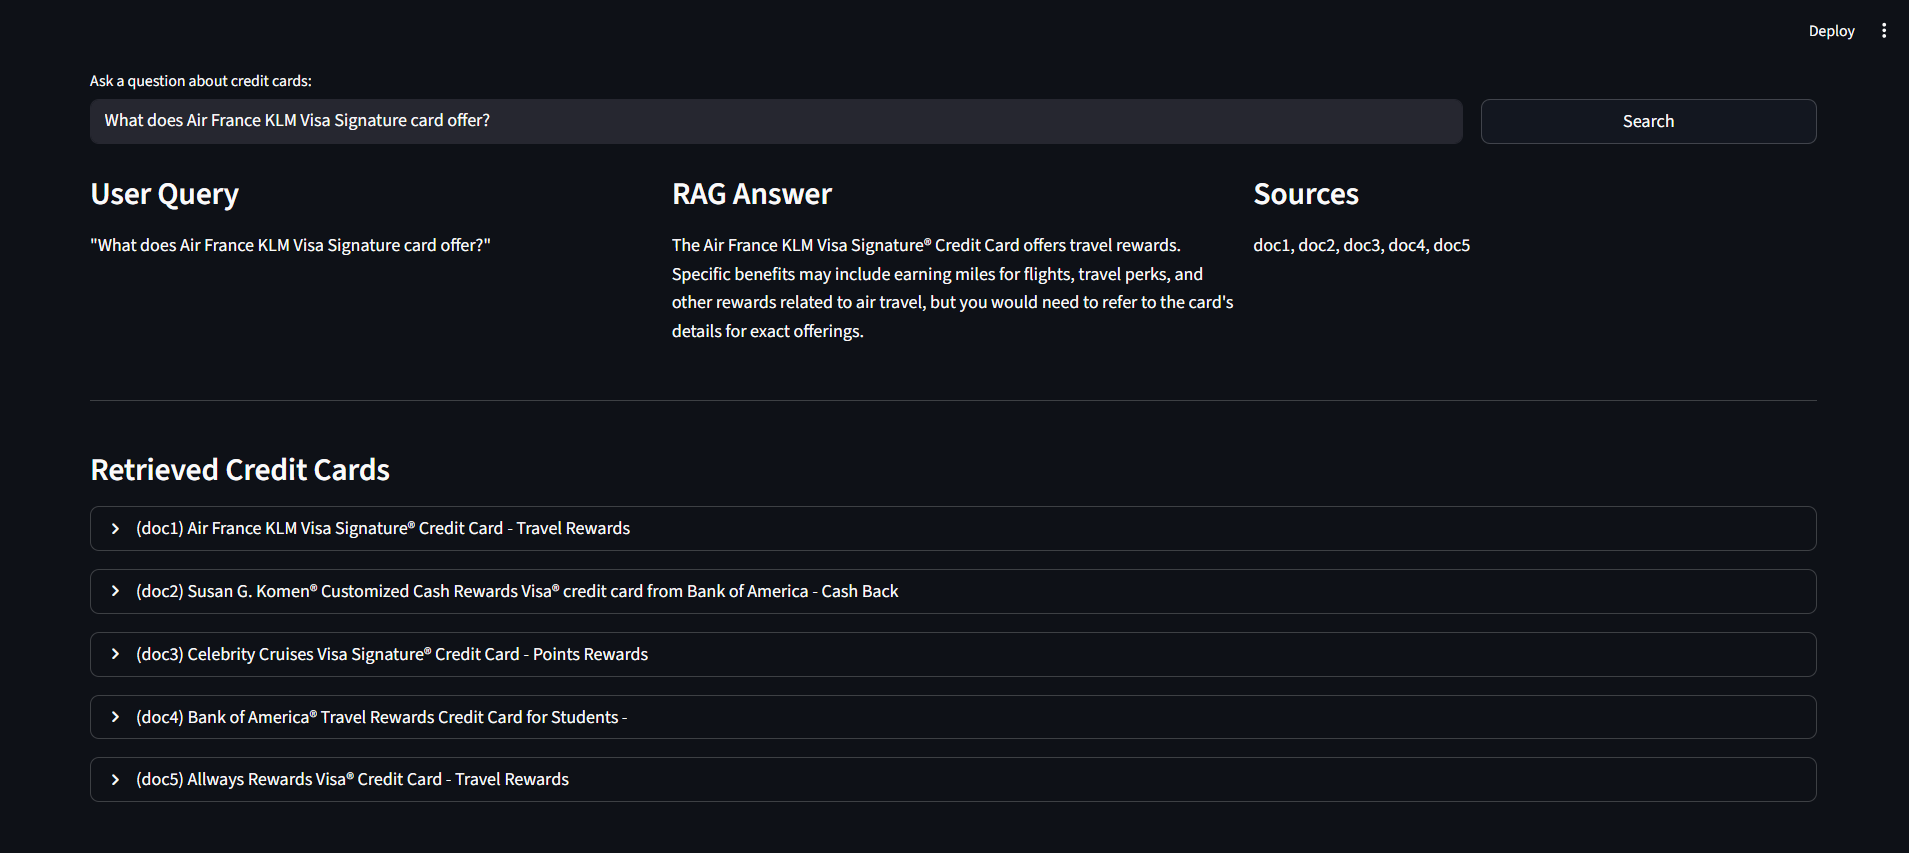 Deploy
Ask a question about credit cards:
What does Air France KLM Visa Signature card offer?
Search
User Query
"What does Air France KLM Visa Signature card offer?"
RAG Answer
The Air France KLM Visa Signature® Credit Card offers travel rewards.
Specific benefits may include earning miles for flights, travel perks, and
other rewards related to air travel, but you would need to refer to the card's
details for exact offerings.
Sources
doc1, doc2, doc3, doc4, doc5
Retrieved Credit Cards
(doc1) Air France KLM Visa Signature® Credit Card - Travel Rewards
(doc2) Susan G. Komen® Customized Cash Rewards Visa® credit card from Bank of America - Cash Back
(doc3) Celebrity Cruises Visa Signature® Credit Card - Points Rewards
(doc4) Bank of America® Travel Rewards Credit Card for Students -
(doc5) Allways Rewards Visa® Credit Card - Travel Rewards